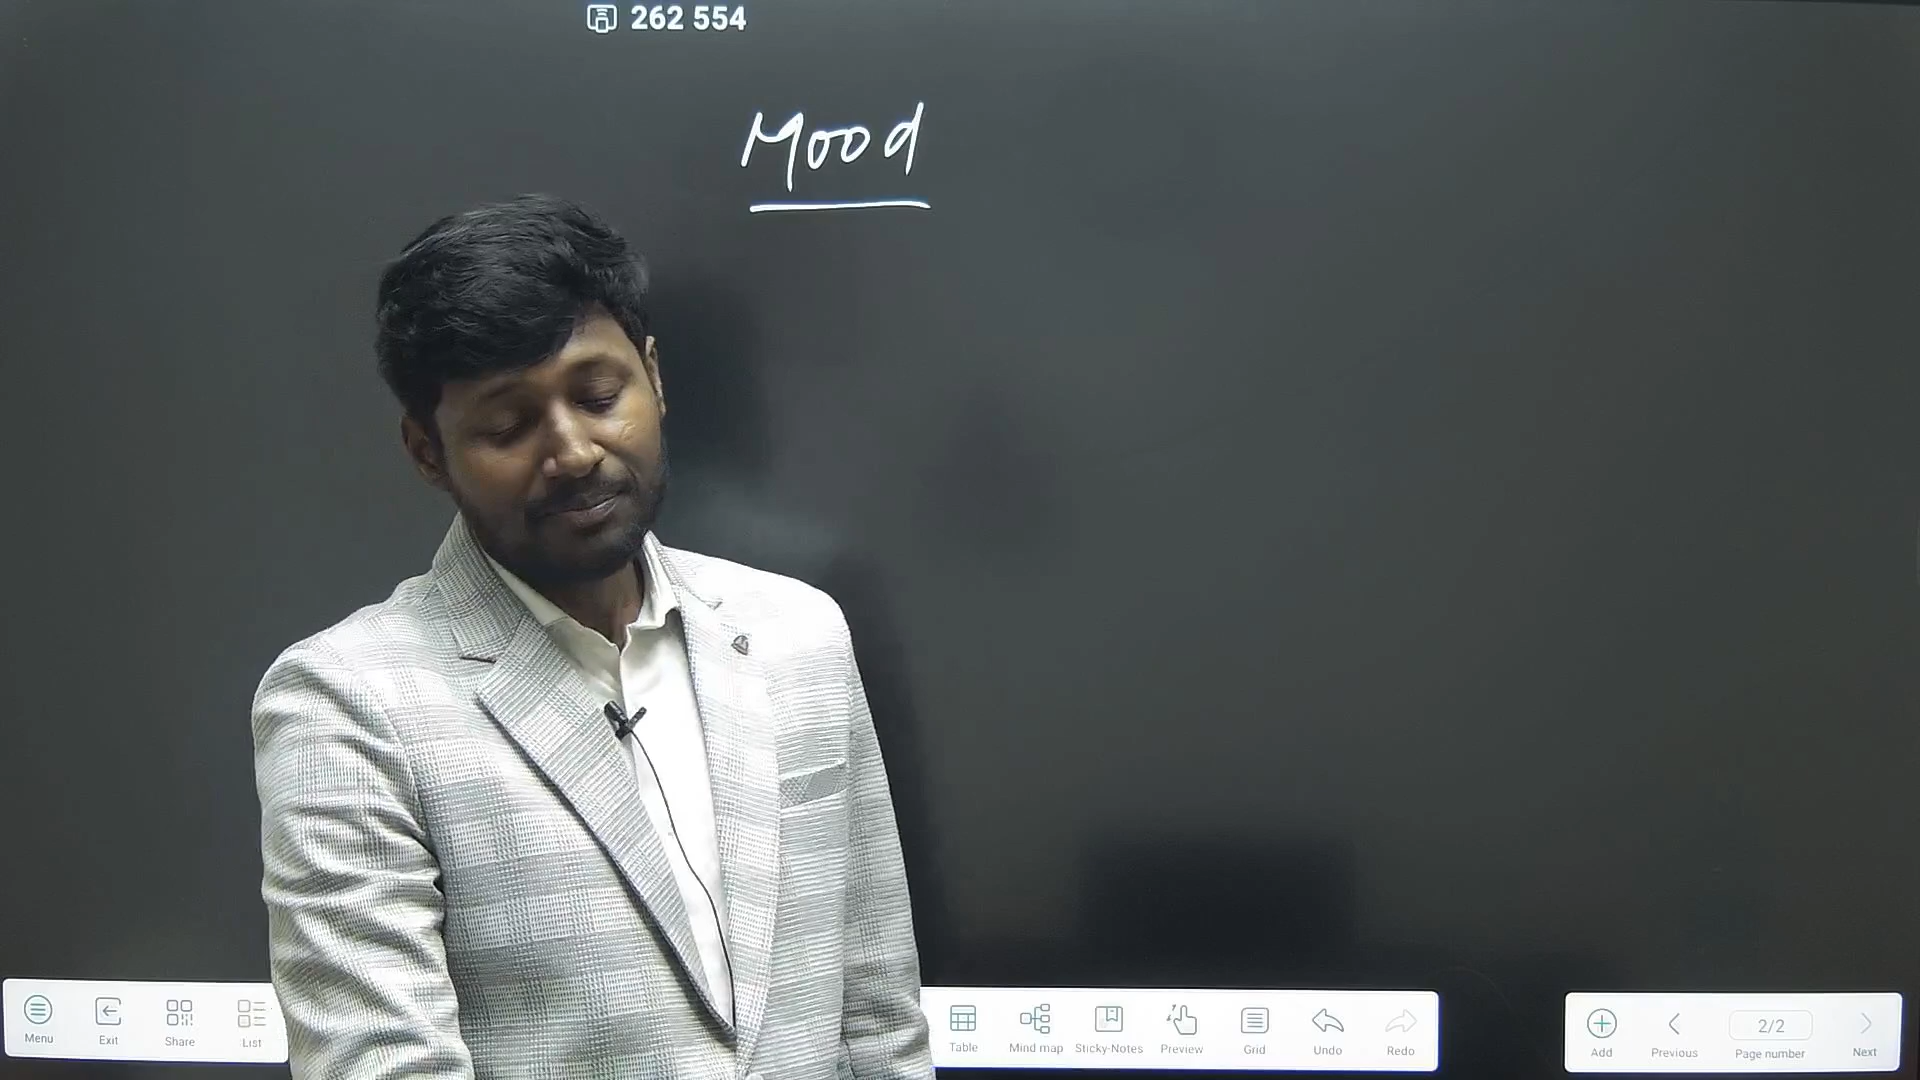 262 554
Mood
Menu Exit Share List Table Mind map Sticky-Notes Preview Grid Undo Redo Add Previous 2/2 Page number Next